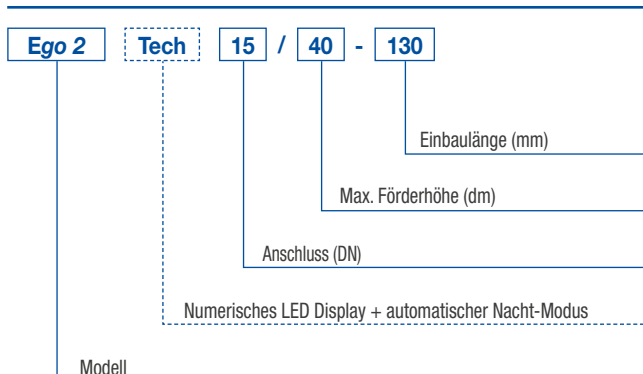 Ego 2 Tech 15 / 40 - 130
Einbaulänge (mm)
Max. Förderhöhe (dm)
Anschluss (DN)
Numerisches LED Display + automatischer Nacht-Modus
Modell